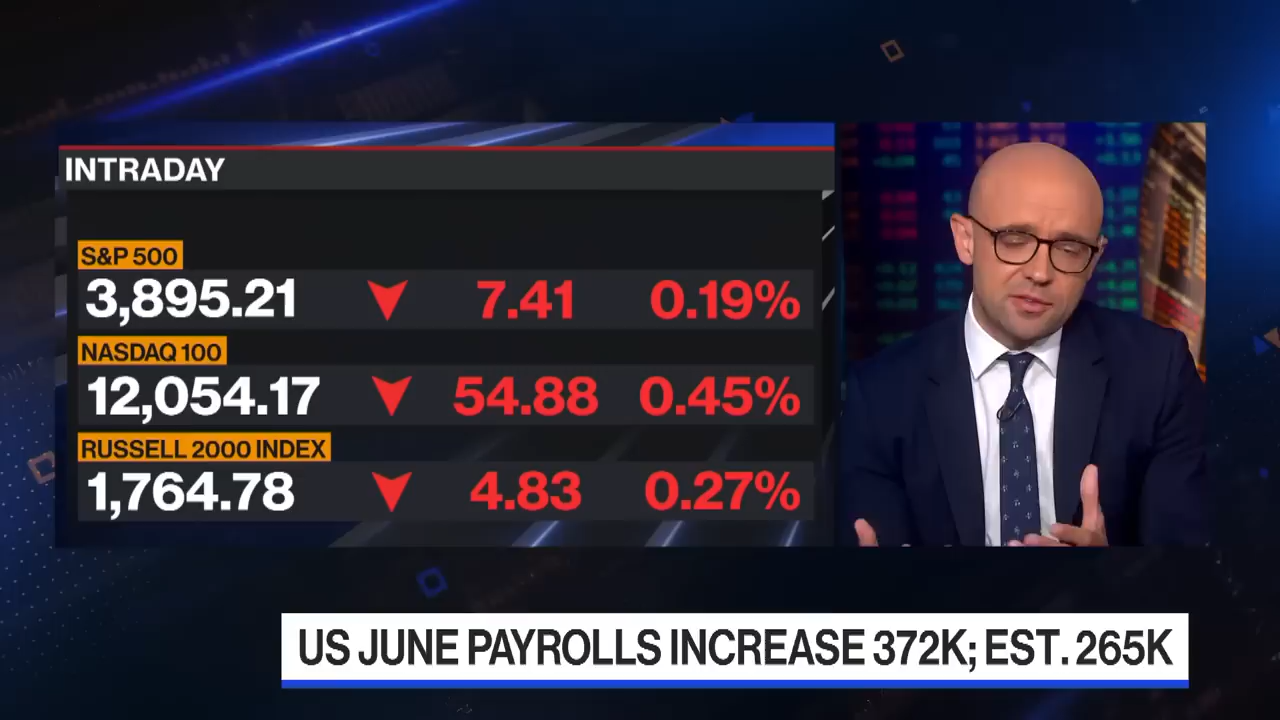 INTRADAY
S&P 500
3,895.21 7.41 0.19%
NASDAQ 100
12,054.17 54.88 0.45%
RUSSELL 2000 INDEX
1,764.78 4.83 0.27%
US JUNE PAYROLLS INCREASE 372K; EST. 265K